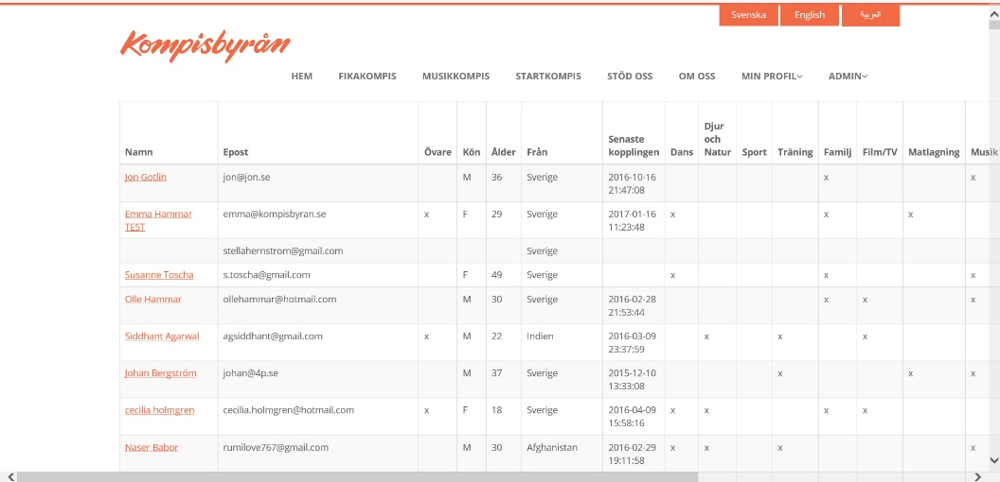 Svenska English العربية
Kompisbyrån
HEM FIKAKOMPIS MUSIKKOMPIS STARTKOMPIS STÖD OSS OM OSS MIN PROFIL ADMIN
Namn Epost Övare Kön Ålder Från Senaste kopplingen Dans Djur och Natur Sport Träning Familj Film/TV Matlagning Musik
Jon Gotlin jon@jon.se M 36 Sverige 2016-10-16 21:47:08 x x
Emma Hammar TEST emma@kompisbyran.se x F 29 Sverige 2017-01-16 11:23:48 x x x
stellahernstrom@gmail.com Sverige
Susanne Toscha s.toscha@gmail.com F 49 Sverige x x x
Olle Hammar ollehammar@hotmail.com M 30 Sverige 2016-02-28 21:53:44 x x x
Siddhant Agarwal agsiddhant@gmail.com x M 22 Indien 2016-03-09 23:37:59 x x x
Johan Bergström johan@4p.se M 37 Sverige 2015-12-10 13:33:08 x x x
cecilia holmgren cecilia.holmgren@hotmail.com x F 18 Sverige 2016-04-09 15:58:16 x x x x
Naser Babor rumilove767@gmail.com M 30 Afghanistan 2016-02-29 19:11:58 x x x x